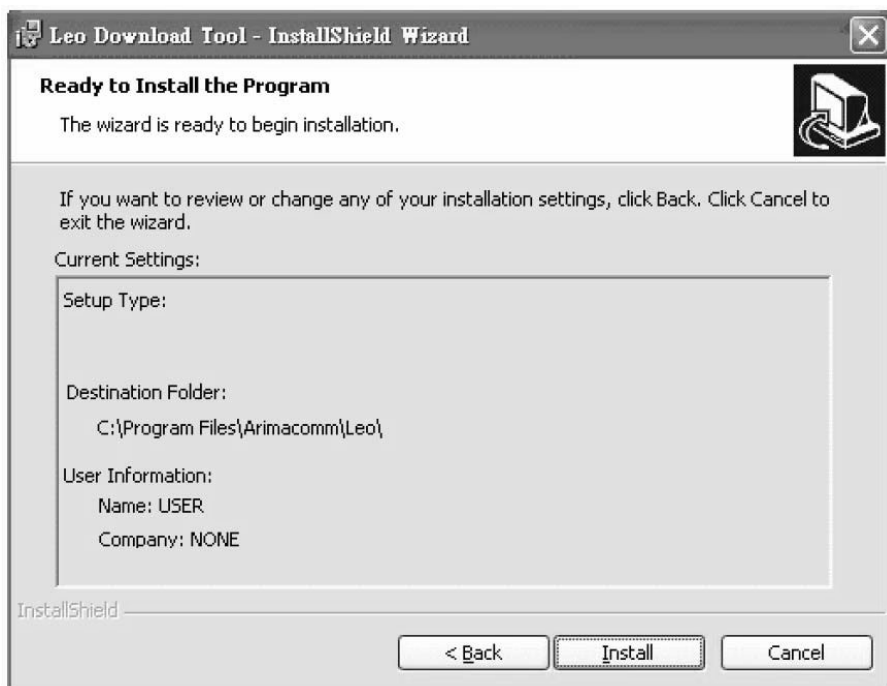 Leo Download Tool - InstallShield Wizard
Ready to Install the Program
The wizard is ready to begin installation.
If you want to review or change any of your installation settings, click Back. Click Cancel to
exit the wizard.
Current Settings:
Setup Type:
Destination Folder:
C:\Program Files\Arimacomm\Leo\
User Information:
Name: USER
Company: NONE
InstallShield
< Back
Install
Cancel